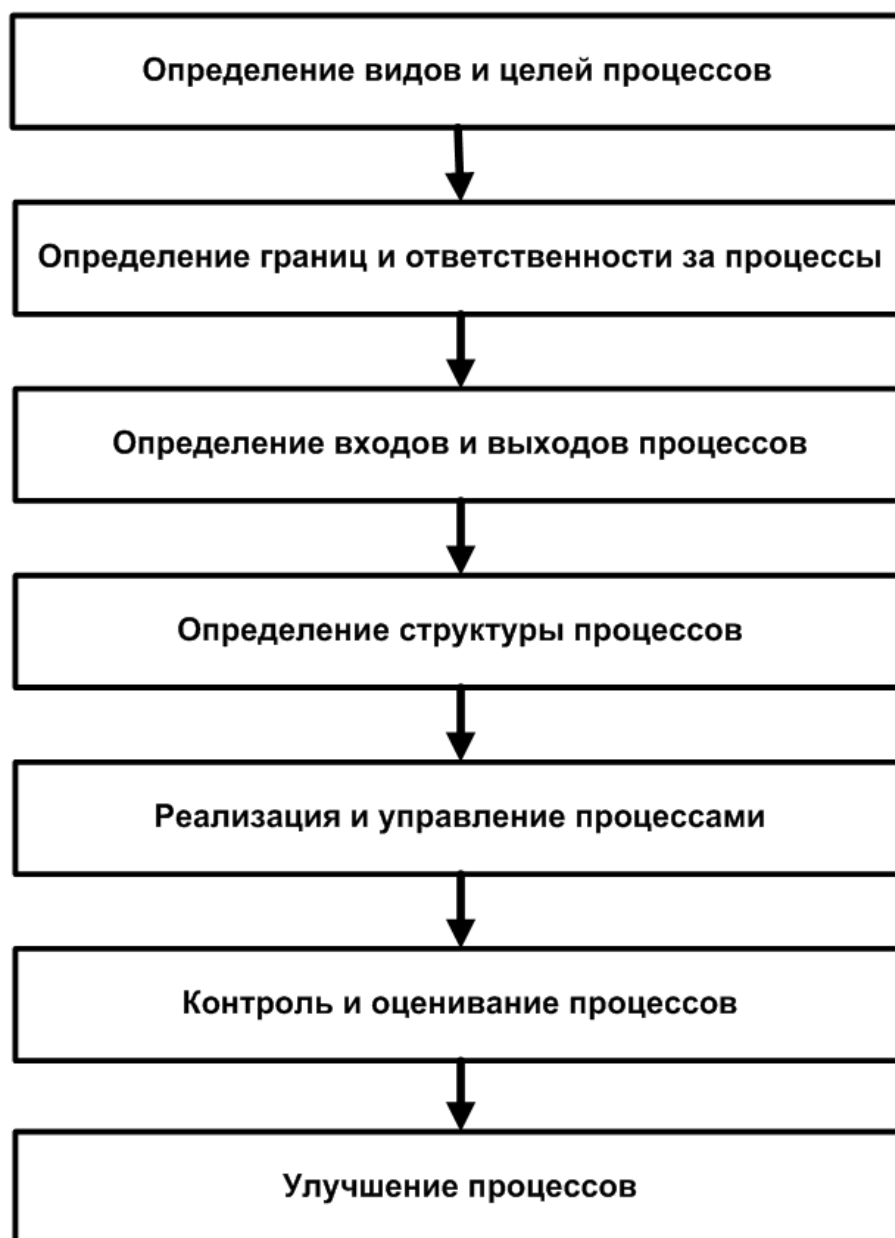 Определение видов и целей процессов
Определение границ и ответственности за процессы
Определение входов и выходов процессов
Определение структуры процессов
Реализация и управление процессами
Контроль и оценивание процессов
Улучшение процессов